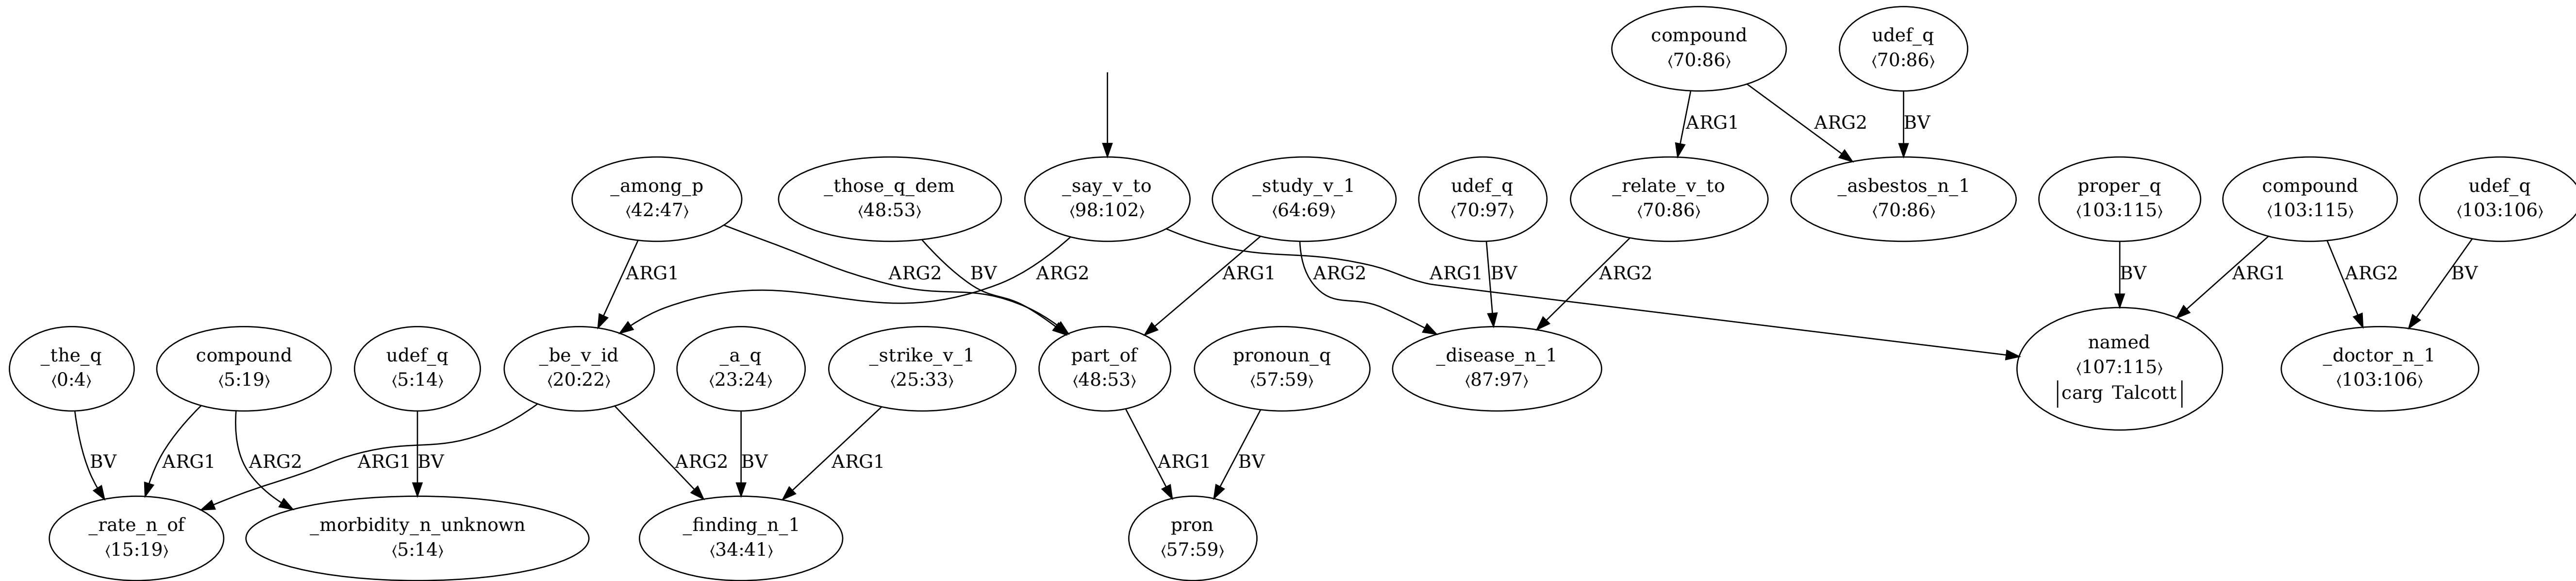 compound
⟨70:86⟩
udef_q
⟨70:86⟩
ARG1
ARG2
BV
_among_p
⟨42:47⟩
_those_q_dem
⟨48:53⟩
_say_v_to
⟨98:102⟩
_study_v_1
⟨64:69⟩
udef_q
⟨70:97⟩
_relate_v_to
⟨70:86⟩
_asbestos_n_1
⟨70:86⟩
proper_q
⟨103:115⟩
compound
⟨103:115⟩
udef_q
⟨103:106⟩
ARG1
ARG2
BV
ARG2
ARG1
ARG2
ARG1
BV
ARG2
BV
ARG1
ARG2
BV
_the_q
⟨0:4⟩
compound
⟨5:19⟩
udef_q
⟨5:14⟩
_be_v_id
⟨20:22⟩
_a_q
⟨23:24⟩
_strike_v_1
⟨25:33⟩
part_of
⟨48:53⟩
pronoun_q
⟨57:59⟩
_disease_n_1
⟨87:97⟩
named
⟨107:115⟩
|carg Talcott|
_doctor_n_1
⟨103:106⟩
BV
ARG1
ARG2
ARG1
BV
ARG2
BV
ARG1
ARG1
BV
_rate_n_of
⟨15:19⟩
_morbidity_n_unknown
⟨5:14⟩
_finding_n_1
⟨34:41⟩
pron
⟨57:59⟩